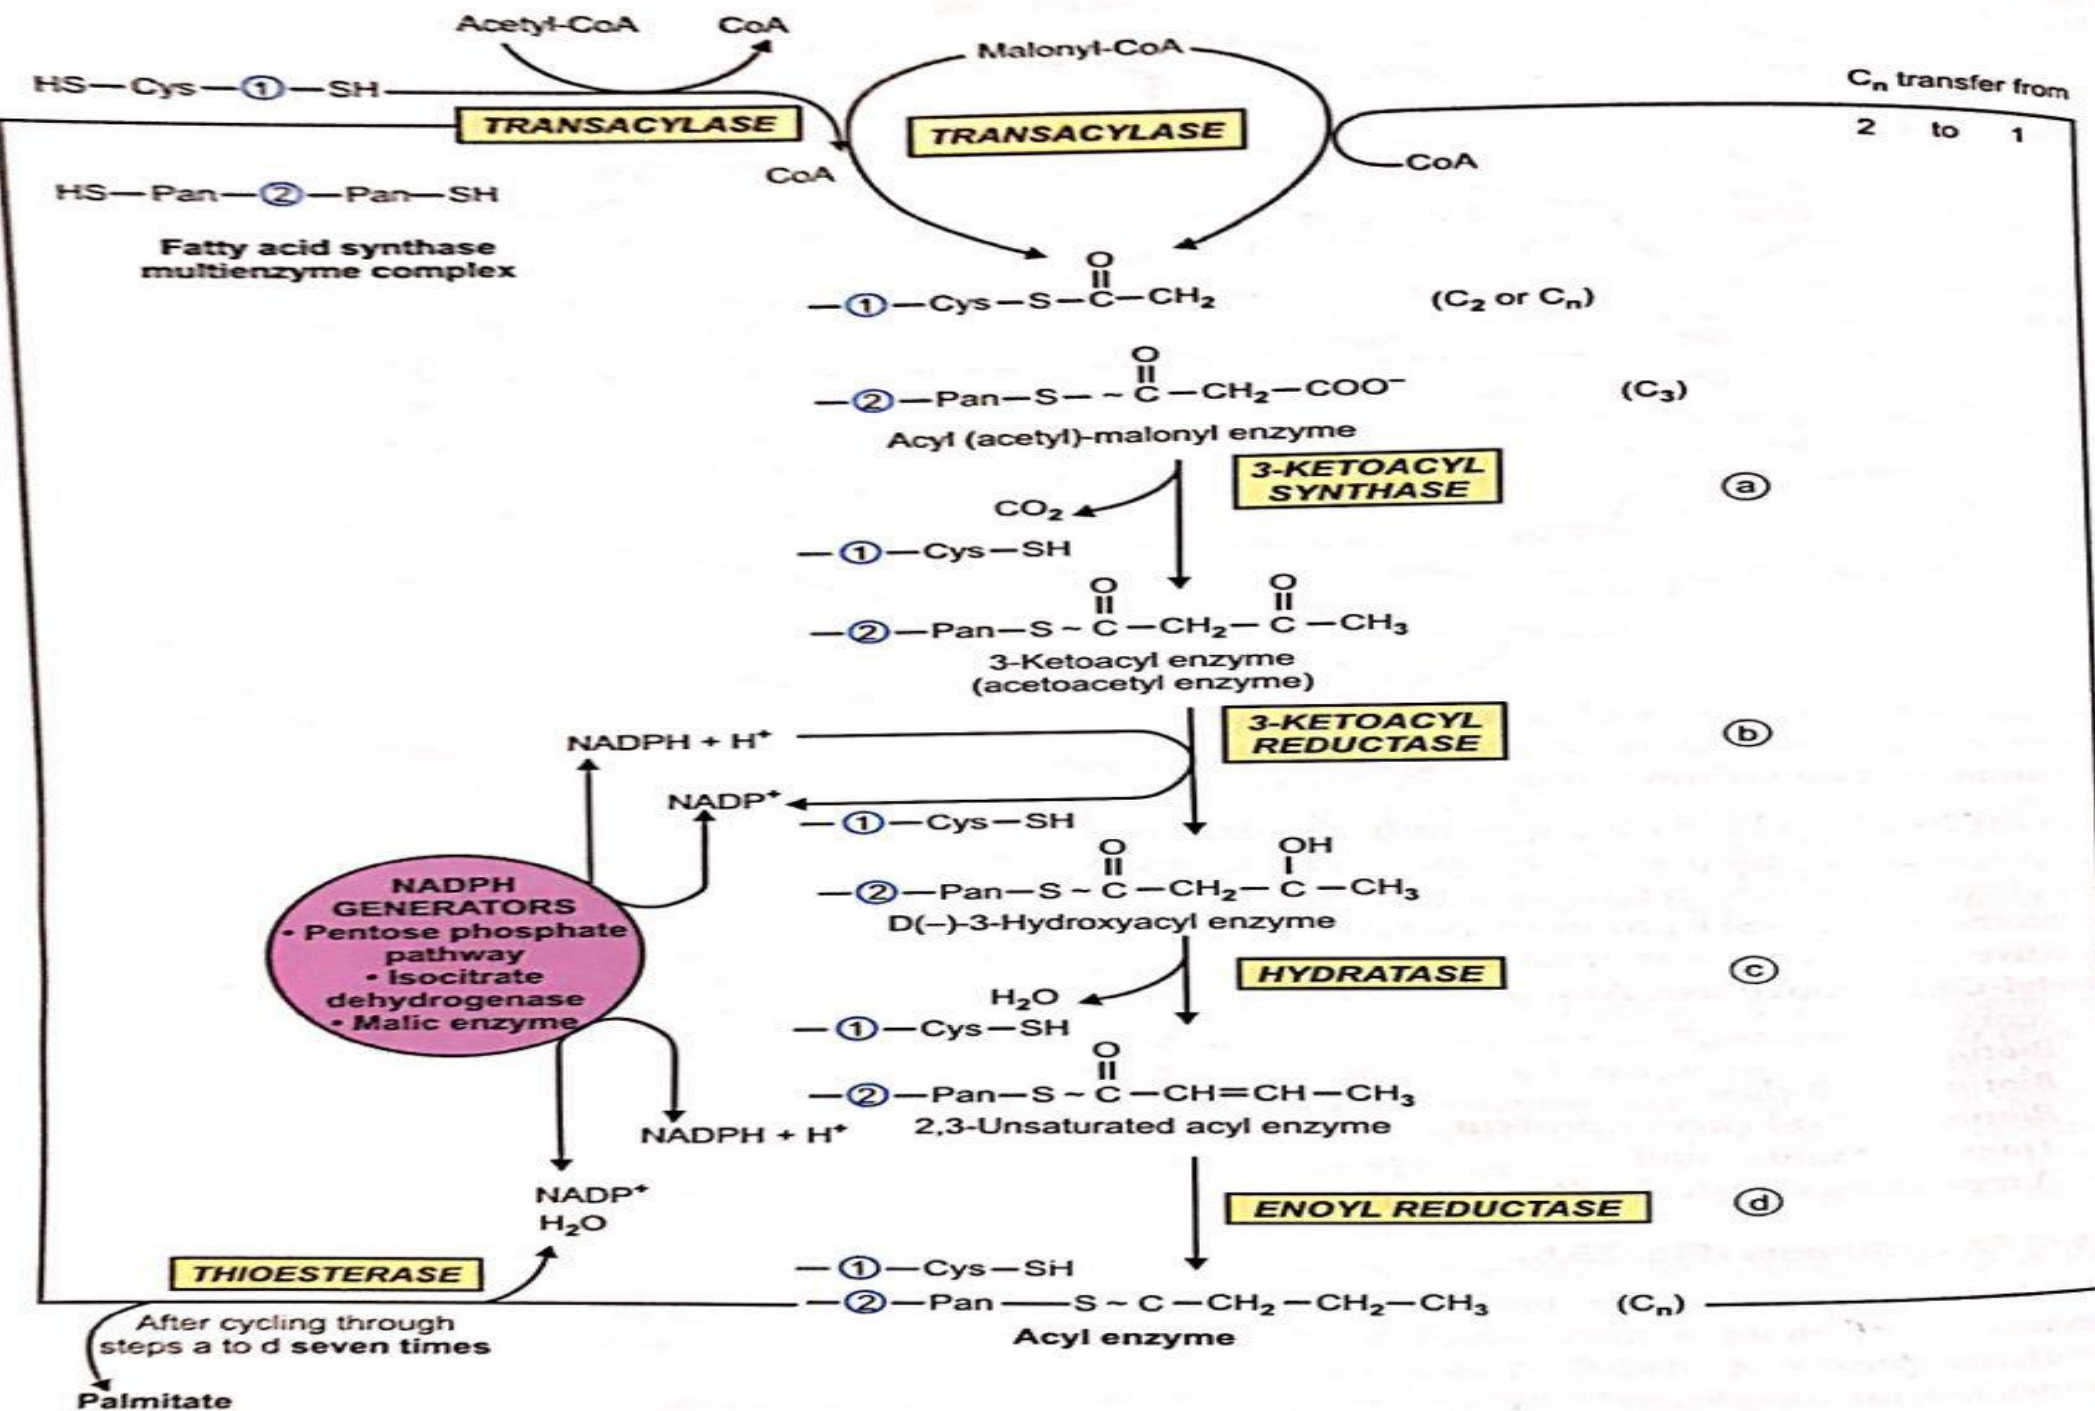 Acetyl-CoA CoA
Malonyl-CoA
HS—Cys—①—SH
Cₙ transfer from
2 to 1
TRANSACYLASE
TRANSACYLASE
CoA
CoA
HS—Pan—②—Pan—SH
Fatty acid synthase
multienzyme complex
O
—①—Cys—S—C—CH₂ (C₂ or Cₙ)
O
—②—Pan—S—~C—CH₂—COO⁻ (C₃)
Acyl (acetyl)-malonyl enzyme
3-KETOACYL
SYNTHASE
ⓐ
CO₂
—①—Cys—SH
O O
—②—Pan—S~C—CH₂—C—CH₃
3-Ketoacyl enzyme
(acetoacetyl enzyme)
3-KETOACYL
REDUCTASE
ⓑ
NADPH + H⁺
NADP⁺
—①—Cys—SH
O OH
—②—Pan—S~C—CH₂—C—CH₃
D(–)-3-Hydroxyacyl enzyme
NADPH
GENERATORS
• Pentose phosphate
pathway
• Isocitrate
dehydrogenase
• Malic enzyme
HYDRATASE
ⓒ
H₂O
—①—Cys—SH
O
—②—Pan—S~C—CH=CH—CH₃
2,3-Unsaturated acyl enzyme
NADPH + H⁺
NADP⁺
H₂O
ENOYL REDUCTASE
ⓓ
THIOESTERASE
—①—Cys—SH
—②—Pan—S~C—CH₂—CH₂—CH₃ (Cₙ)
Acyl enzyme
After cycling through
steps a to d seven times
Palmitate